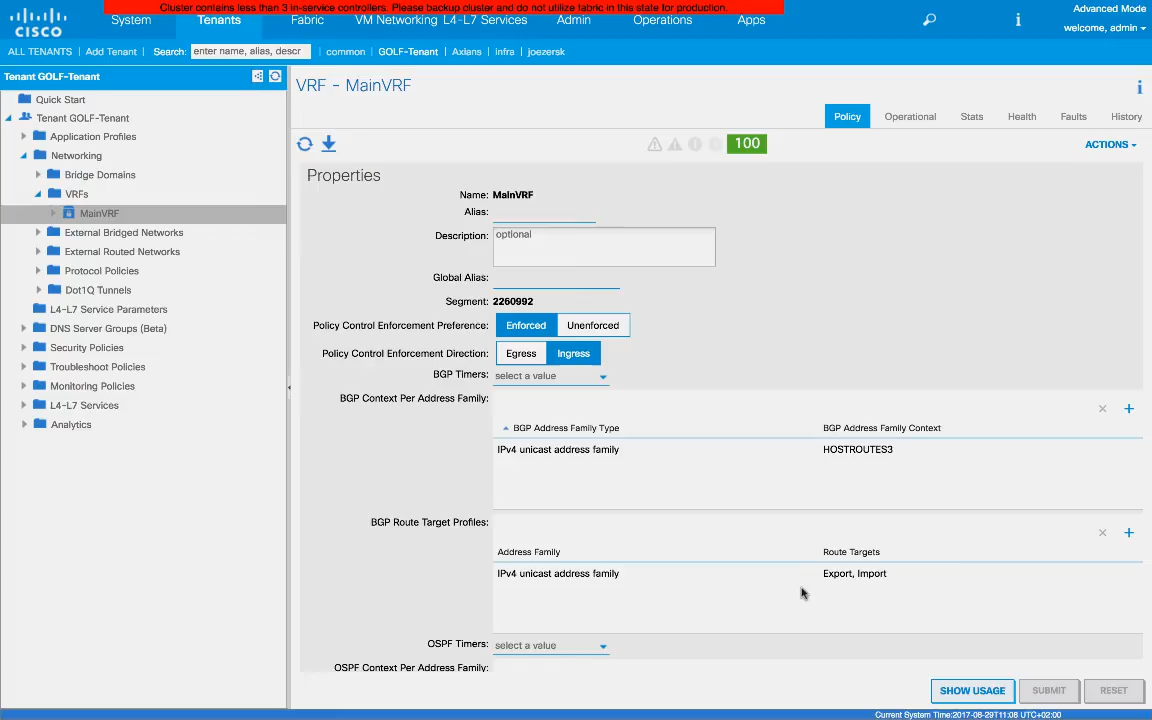 Cluster contains less than 3 in-service controllers. Please backup cluster and do not utilize fabric in this state for production.
CISCO
System Tenants Fabric VM Networking L4-L7 Services Admin Operations Apps
Advanced Mode
welcome, admin
ALL TENANTS | Add Tenant | Search: enter name, alias, descr | common | GOLF-Tenant | Axians | infra | joezersk
Tenant GOLF-Tenant
Quick Start
Tenant GOLF-Tenant
Application Profiles
Networking
Bridge Domains
VRFs
MainVRF
External Bridged Networks
External Routed Networks
Protocol Policies
Dot1Q Tunnels
L4-L7 Service Parameters
DNS Server Groups (Beta)
Security Policies
Troubleshoot Policies
Monitoring Policies
L4-L7 Services
Analytics
VRF - MainVRF
i
Policy Operational Stats Health Faults History
100
ACTIONS
Properties
Name: MainVRF
Alias:
Description: optional
Global Alias:
Segment: 2260992
Policy Control Enforcement Preference: Enforced Unenforced
Policy Control Enforcement Direction: Egress Ingress
BGP Timers: select a value
BGP Context Per Address Family:
BGP Address Family Type BGP Address Family Context
IPv4 unicast address family HOSTROUTES3
BGP Route Target Profiles:
Address Family Route Targets
IPv4 unicast address family Export, Import
OSPF Timers: select a value
OSPF Context Per Address Family:
SHOW USAGE SUBMIT RESET
Current System Time:2017-08-29T11:08 UTC+02:00